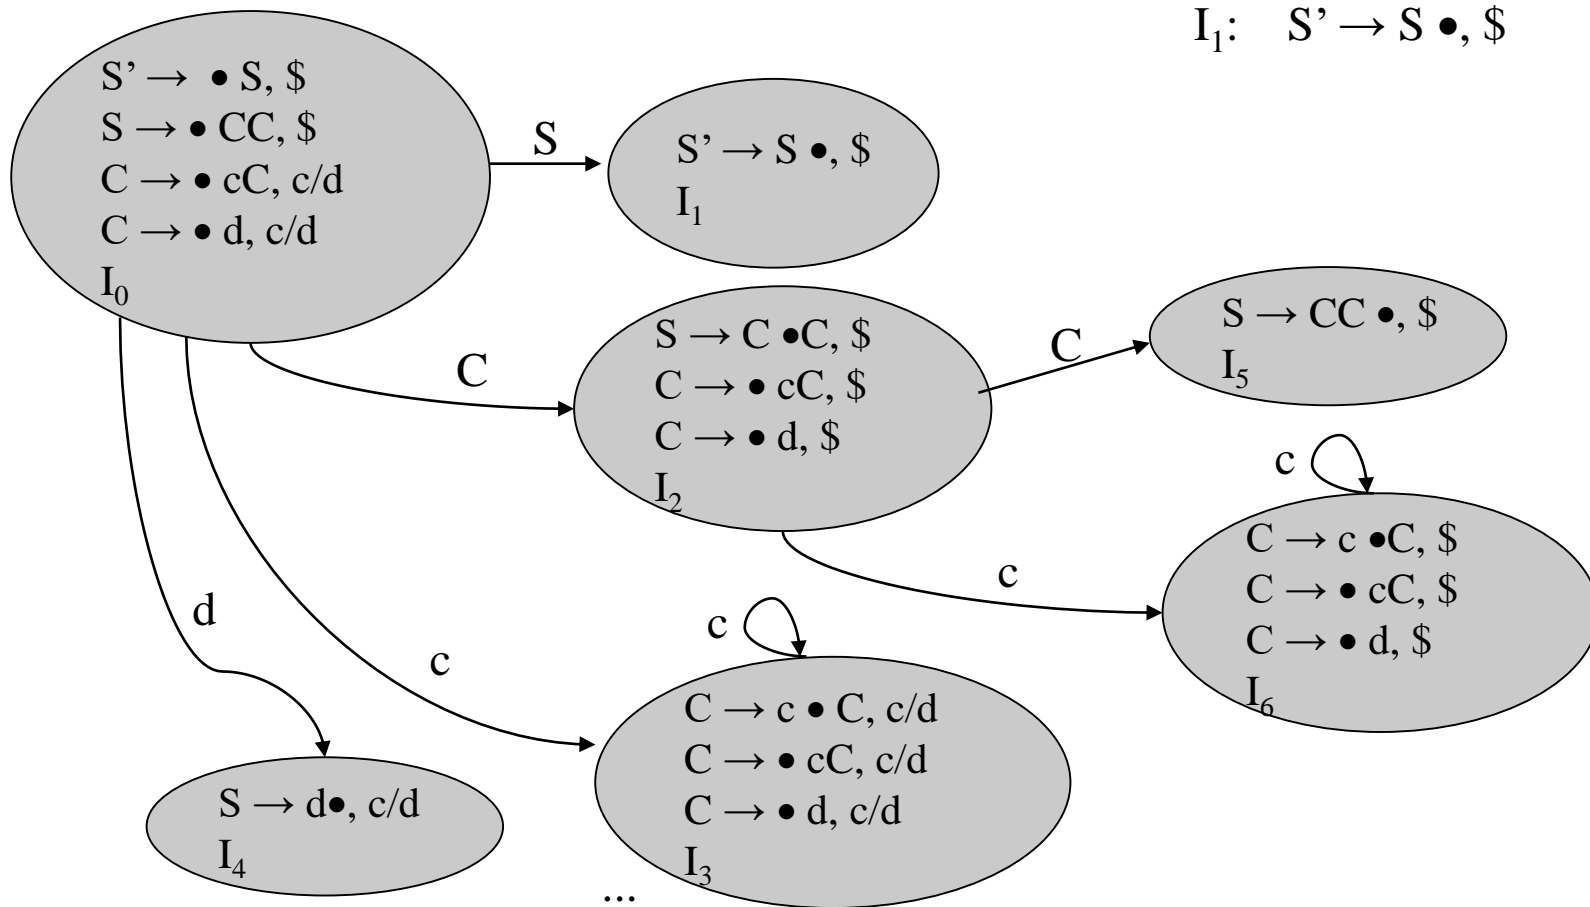 I₁: S’ → S ●, $
S’ → ● S, $
S → ● CC, $
C → ● cC, c/d
C → ● d, c/d
I₀
S
S’ → S ●, $
I₁
C
S → C ●C, $
C → ● cC, $
C → ● d, $
I₂
C
S → CC ●, $
I₅
c
c
C → c ●C, $
C → ● cC, $
C → ● d, $
I₆
d
c
c
C → c ● C, c/d
C → ● cC, c/d
C → ● d, c/d
I₃
S → d●, c/d
I₄
...